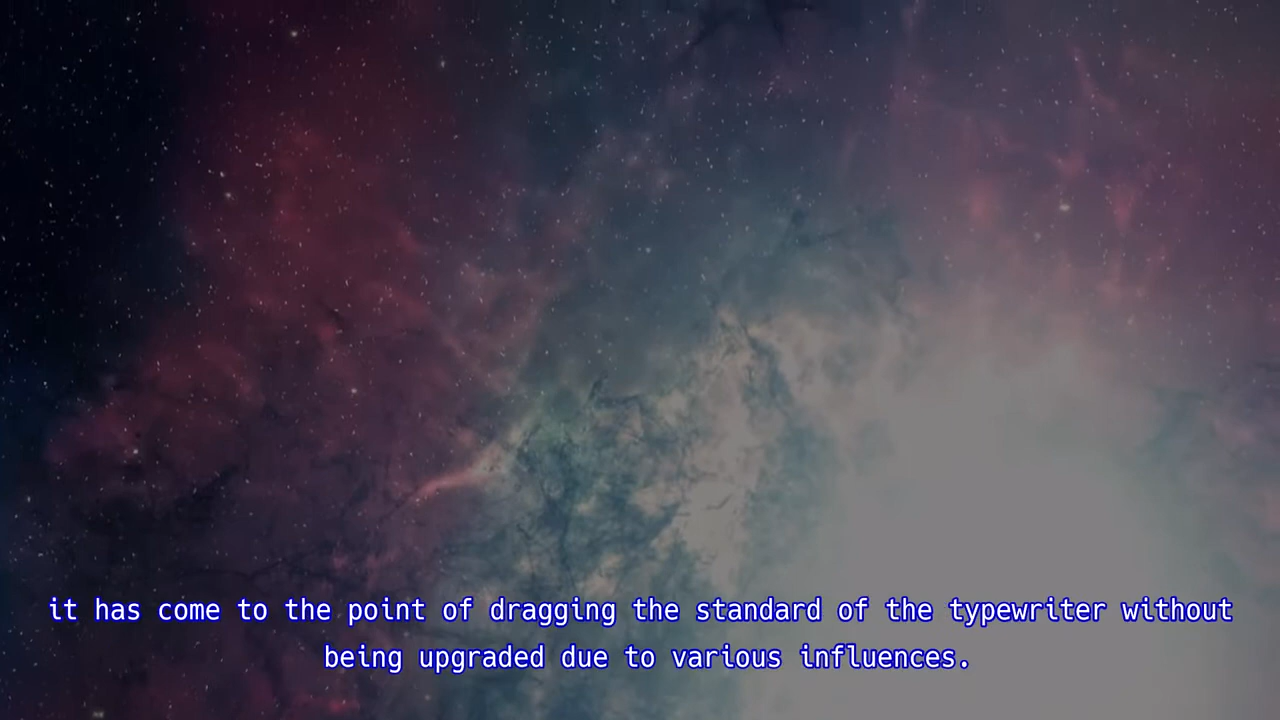 it has come to the point of dragging the standard of the typewriter without
being upgraded due to various influences.